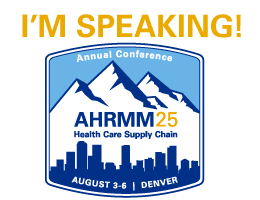 I'M SPEAKING!
Annual Conference
AHRMM25
Health Care Supply Chain
AUGUST 3-6 | DENVER